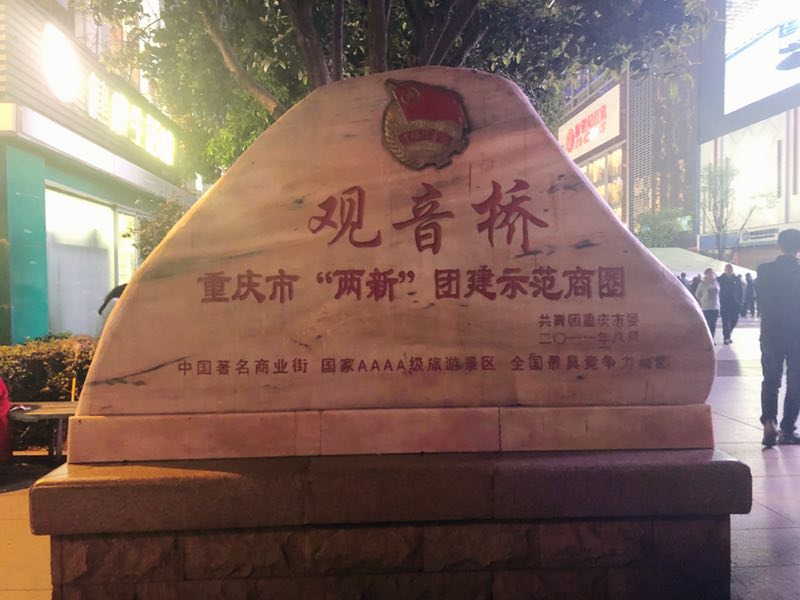 观音桥
重庆市“两新”团建示范商圈
共青团重庆市委
二〇一一年八月
中国著名商业街 国家AAAA级旅游景区 全国最具竞争力